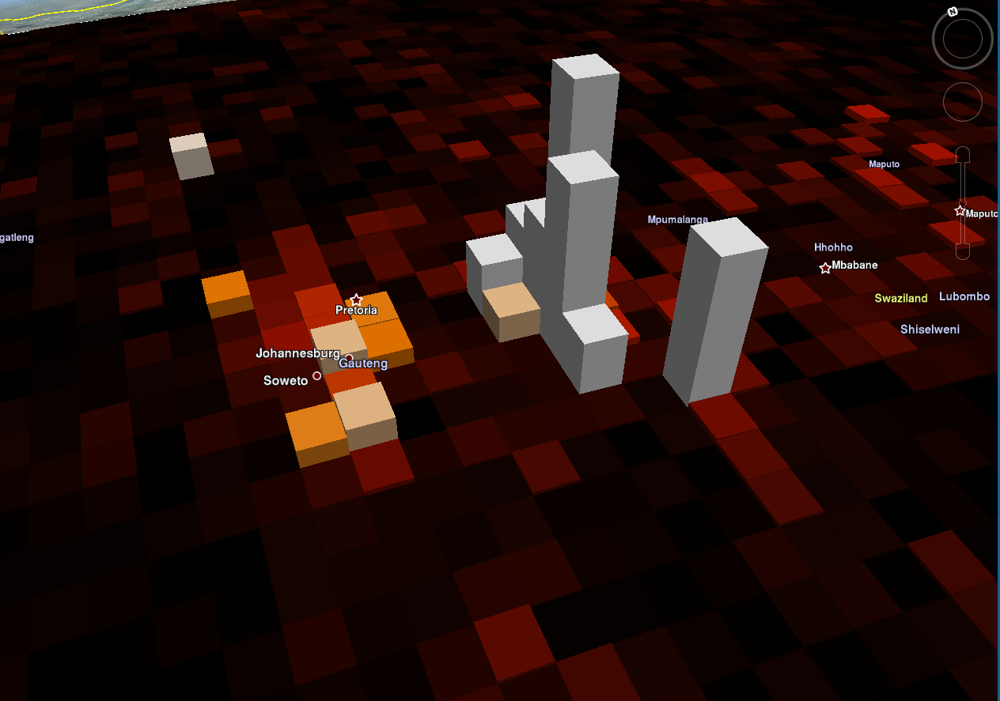 N
Maputo
Maputo
Mpumalanga
gatleng
Hhohho
Mbabane
Swaziland
Lubombo
Pretoria
Shiselweni
Johannesburg
Gauteng
Soweto